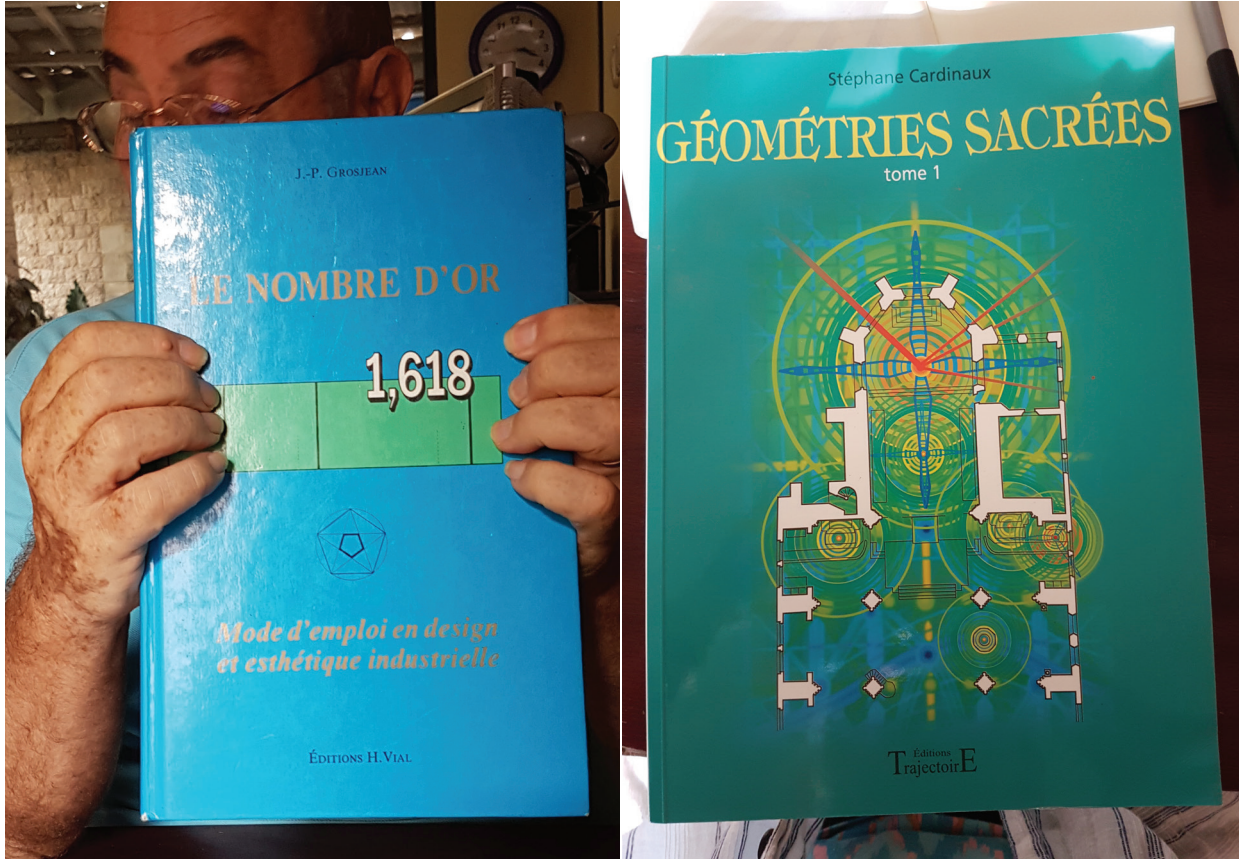 J.-P. GROSJEAN
LE NOMBRE D'OR
1,618
Mode d'emploi en design
et esthétique industrielle
ÉDITIONS H. VIAL
Stéphane Cardinaux
GÉOMÉTRIES SACRÉES
tome 1
Éditions
TrajectoirE